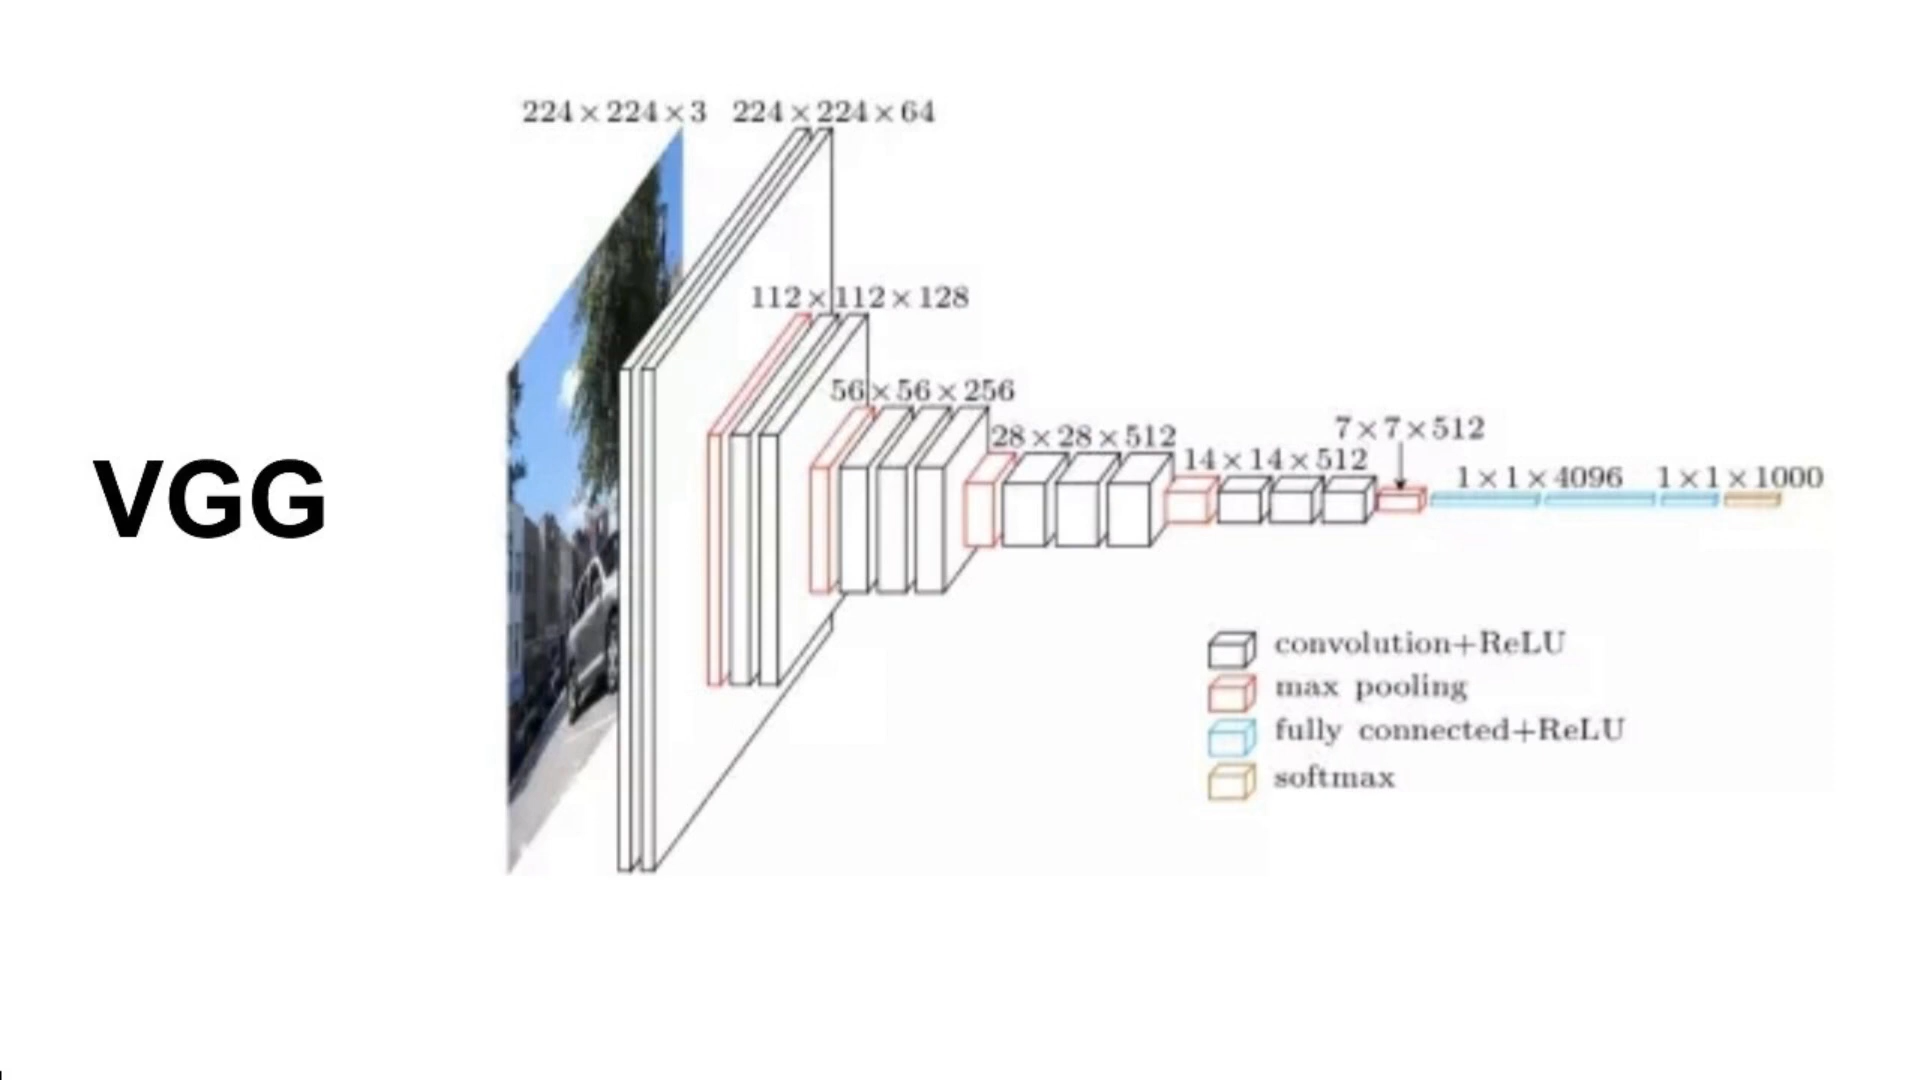 VGG
224 × 224 × 3
224 × 224 × 64
112 × 112 × 128
56 × 56 × 256
28 × 28 × 512
14 × 14 × 512
7 × 7 × 512
1 × 1 × 4096
1 × 1 × 1000
convolution+ReLU
max pooling
fully connected+ReLU
softmax